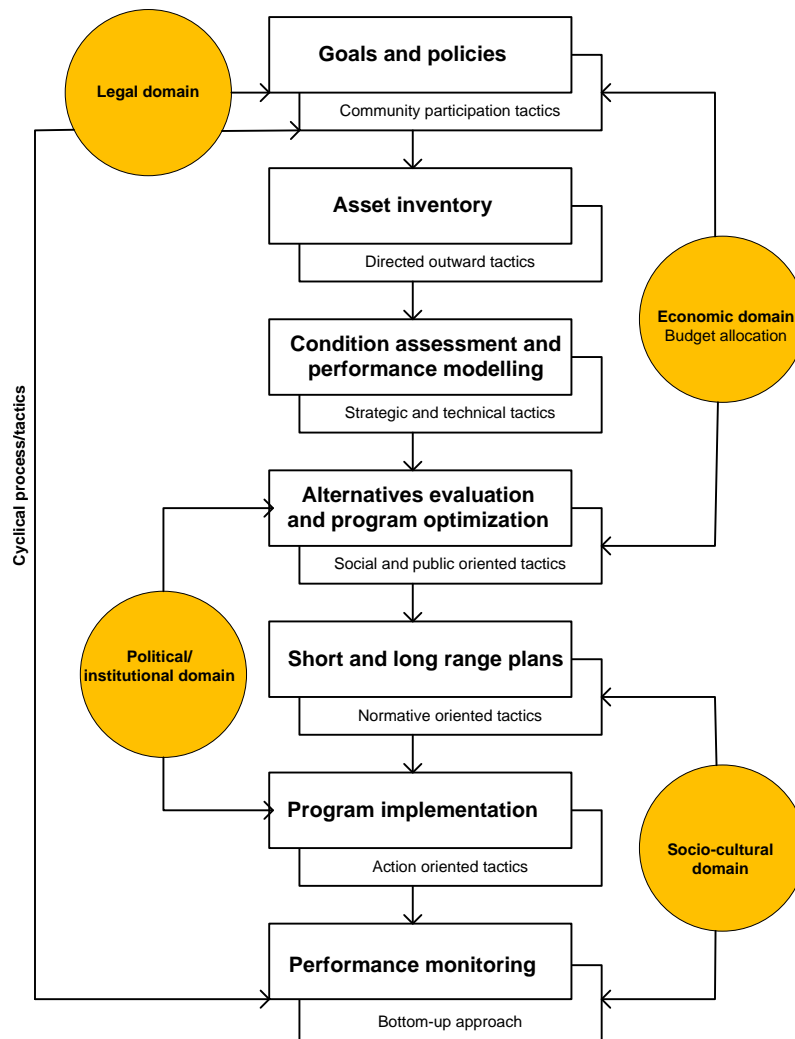 Goals and policies
Legal domain
Community participation tactics
Asset inventory
Directed outward tactics
Economic domain
Budget allocation
Condition assessment and
performance modelling
Strategic and technical tactics
Cyclical process/tactics
Alternatives evaluation
and program optimization
Social and public oriented tactics
Political/
institutional domain
Short and long range plans
Normative oriented tactics
Program implementation
Action oriented tactics
Socio-cultural
domain
Performance monitoring
Bottom-up approach